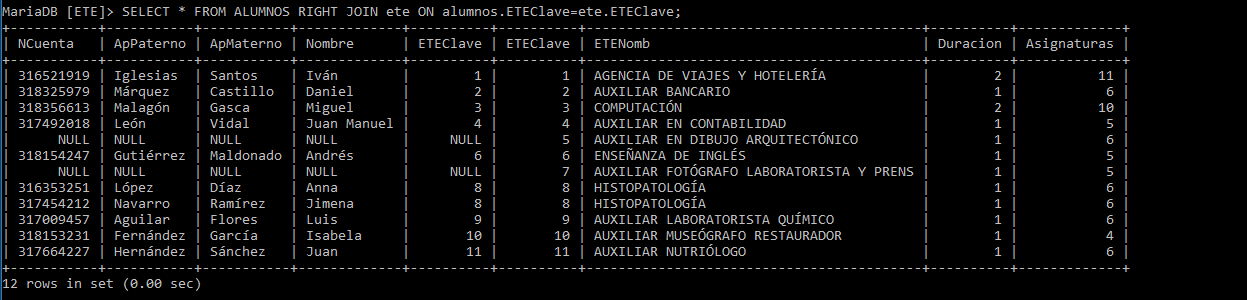 MariaDB [ETE]> SELECT * FROM ALUMNOS RIGHT JOIN ete ON alumnos.ETEClave=ete.ETEClave;
+-----------+-----------+-----------+-------------+----------+----------+-----------------------------------------+----------+-------------+
| NCuenta   | ApPaterno | ApMaterno | Nombre      | ETEClave | ETEClave | ETENomb                                 | Duracion | Asignaturas |
+-----------+-----------+-----------+-------------+----------+----------+-----------------------------------------+----------+-------------+
| 316521919 | Iglesias  | Santos    | Iván        |        1 |        1 | AGENCIA DE VIAJES Y HOTELERÍA           |        2 |          11 |
| 318325979 | Márquez   | Castillo  | Daniel      |        2 |        2 | AUXILIAR BANCARIO                       |        1 |           6 |
| 318356613 | Malagón   | Gasca     | Miguel      |        3 |        3 | COMPUTACIÓN                             |        2 |          10 |
| 317492018 | León      | Vidal     | Juan Manuel |        4 |        4 | AUXILIAR EN CONTABILIDAD                |        1 |           5 |
|      NULL | NULL      | NULL      | NULL        |     NULL |        5 | AUXILIAR EN DIBUJO ARQUITECTÓNICO       |        1 |           6 |
| 318154247 | Gutiérrez | Maldonado | Andrés      |        6 |        6 | ENSEÑANZA DE INGLÉS                     |        1 |           5 |
|      NULL | NULL      | NULL      | NULL        |     NULL |        7 | AUXILIAR FOTÓGRAFO LABORATORISTA Y PRENS |        1 |           5 |
| 316353251 | López     | Díaz      | Anna        |        8 |        8 | HISTOPATOLOGÍA                          |        1 |           6 |
| 317454212 | Navarro   | Ramírez   | Jimena      |        8 |        8 | HISTOPATOLOGÍA                          |        1 |           6 |
| 317009457 | Aguilar   | Flores    | Luis        |        9 |        9 | AUXILIAR LABORATORISTA QUÍMICO          |        1 |           6 |
| 318153231 | Fernández | García    | Isabela     |       10 |       10 | AUXILIAR MUSEÓGRAFO RESTAURADOR         |        1 |           4 |
| 317664227 | Hernández | Sánchez   | Juan        |       11 |       11 | AUXILIAR NUTRIÓLOGO                     |        1 |           6 |
+-----------+-----------+-----------+-------------+----------+----------+-----------------------------------------+----------+-------------+
12 rows in set (0.00 sec)